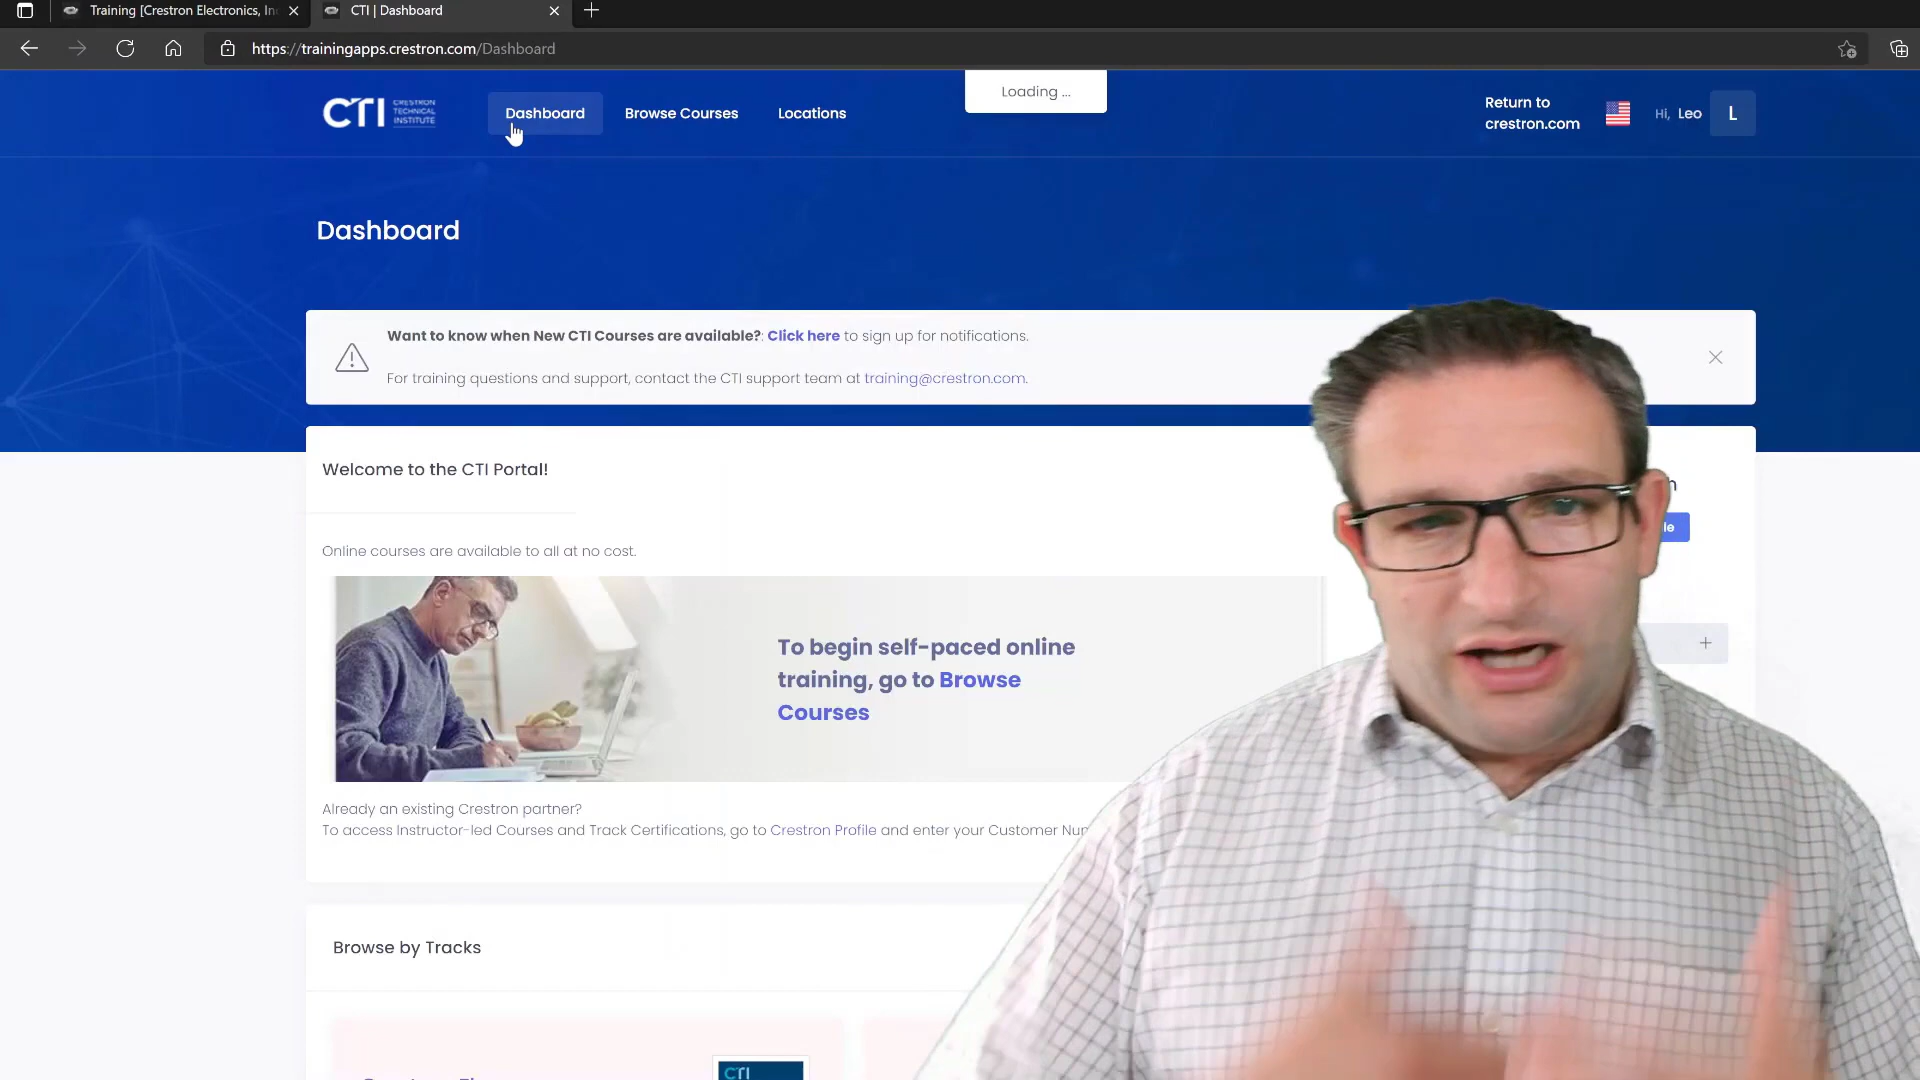 Training [Crestron Electronics, In
CTI | Dashboard
https://trainingapps.crestron.com/Dashboard
CTI CRESTRON
TECHNICAL
INSTITUTE
Dashboard
Browse Courses
Locations
Loading ...
Return to
crestron.com
Hi, Leo
L
Dashboard
Want to know when New CTI Courses are available?: Click here to sign up for notifications.
For training questions and support, contact the CTI support team at training@crestron.com.
Welcome to the CTI Portal!
h
le
Online courses are available to all at no cost.
To begin self-paced online
training, go to Browse
Courses
Already an existing Crestron partner?
To access Instructor-led Courses and Track Certifications, go to Crestron Profile and enter your Customer Nu
Browse by Tracks
CTI